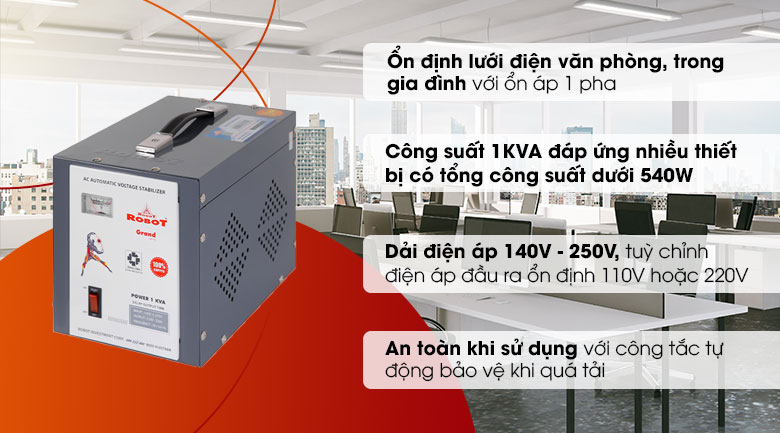 Ổn định lưới điện văn phòng, trong
gia đình với ổn áp 1 pha
Công suất 1KVA đáp ứng nhiều thiết
bị có tổng công suất dưới 540W
Dải điện áp 140V - 250V, tuỳ chỉnh
điện áp đầu ra ổn định 110V hoặc 220V
An toàn khi sử dụng với công tắc tự
động bảo vệ khi quá tải
AC AUTOMATIC VOLTAGE STABILIZER
ROBOT
Grand
100%
POWER 1 KVA